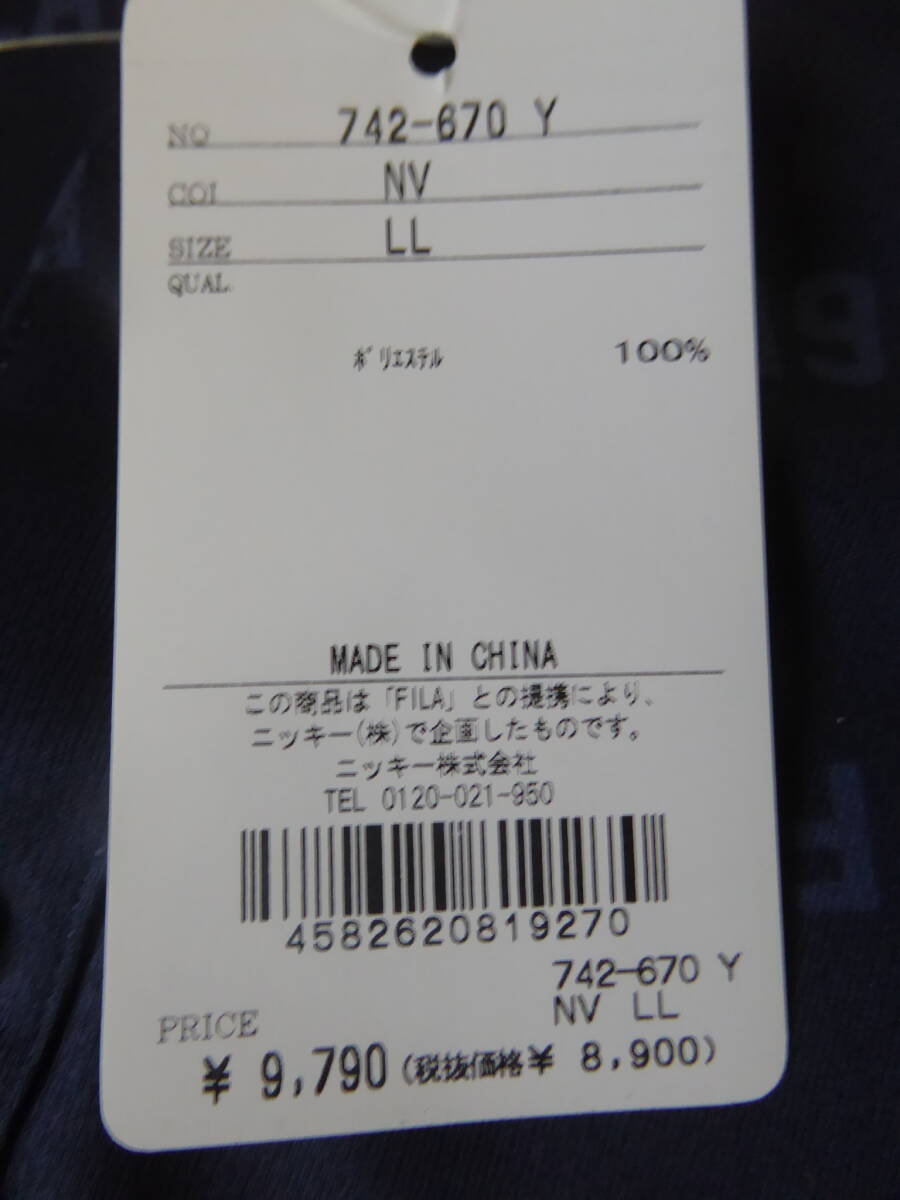 NO 742-670 Y
COL NV
SIZE LL
QUAL
ﾎﾟﾘｴｽﾃﾙ 100%
MADE IN CHINA
この商品は「FILA」との提携により、
ニッキー(株)で企画したものです。
ニッキー株式会社
TEL 0120-021-950
4582620819270
742-670 Y
NV LL
PRICE
¥ 9,790 (税抜価格¥ 8,900)